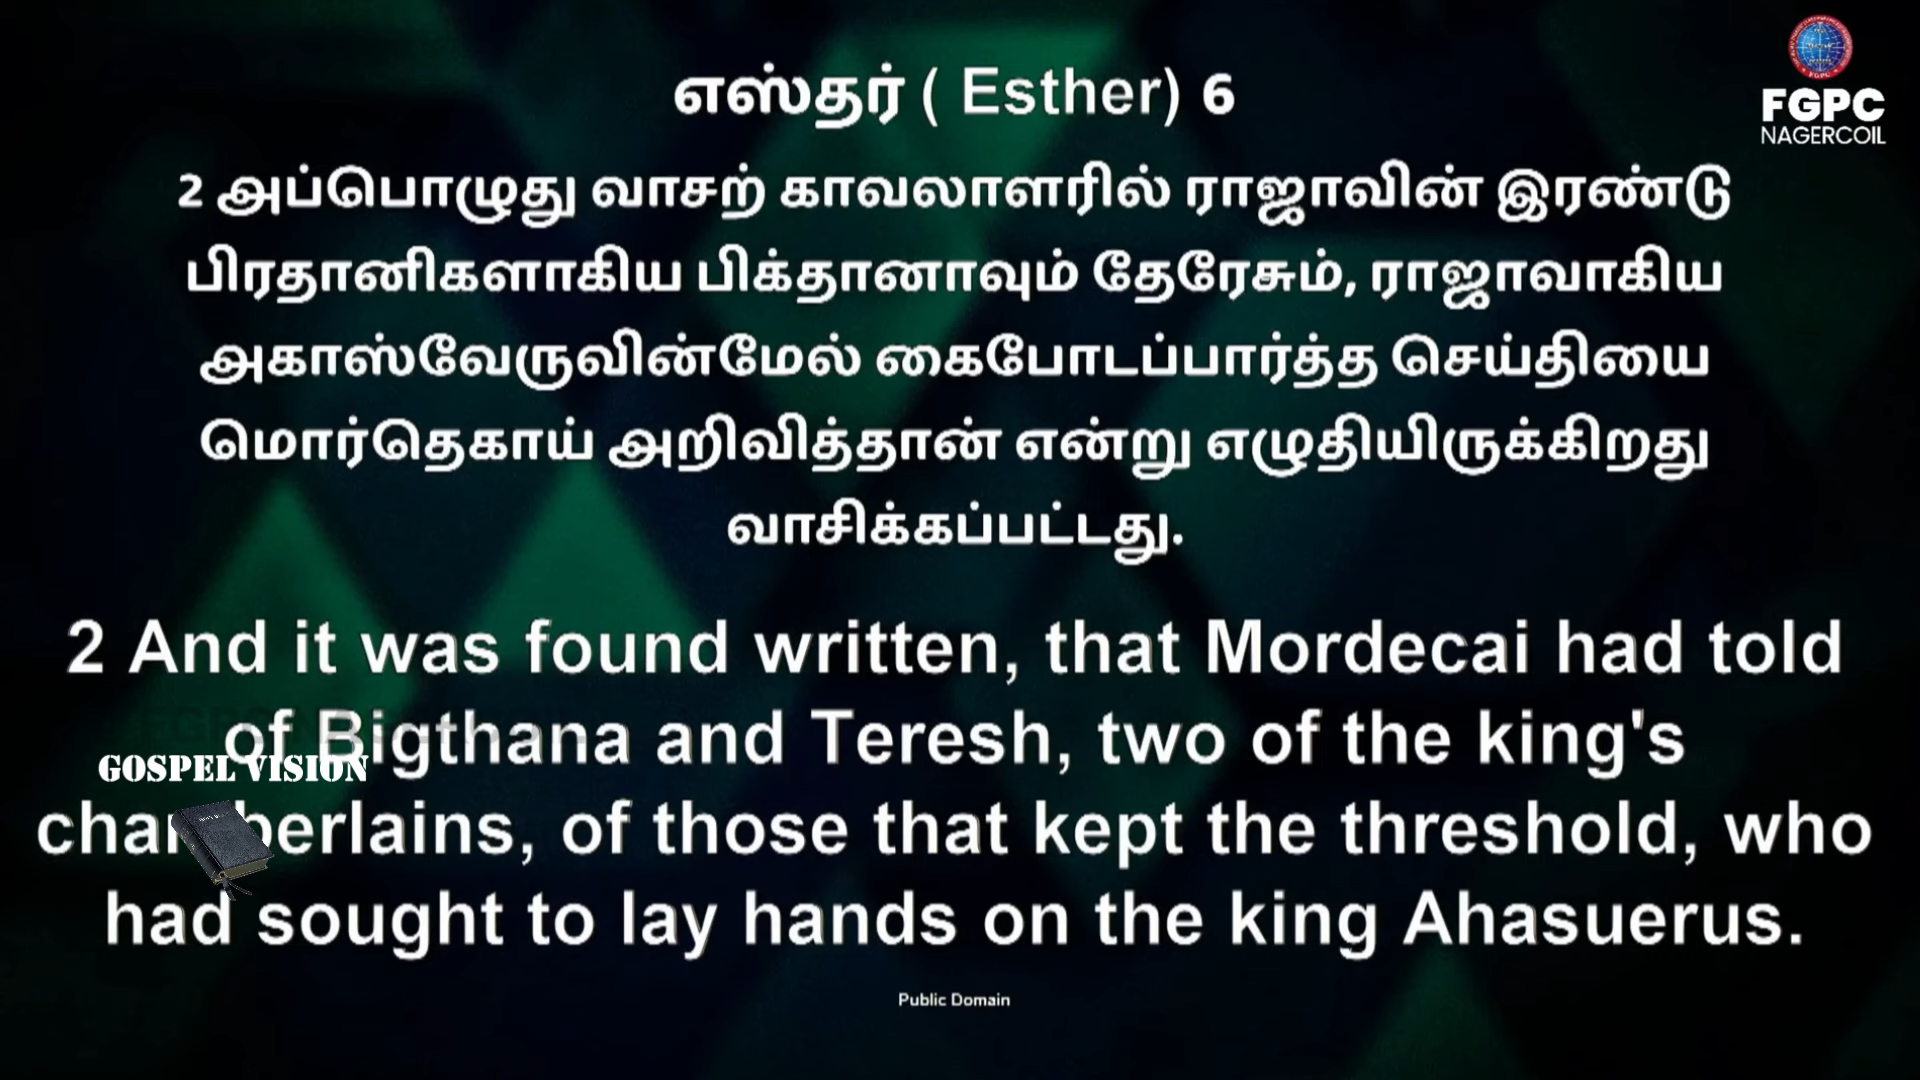 எஸ்தர் ( Esther) 6
FGPC
NAGERCOIL
2 அப்பொழுது வாசற் காவலாளரில் ராஜாவின் இரண்டு
பிரதானிகளாகிய பிக்தானாவும் தேரேசும், ராஜாவாகிய
அகாஸ்வேருவின்மேல் கைபோடப்பார்த்த செய்தியை
மொர்தெகாய் அறிவித்தான் என்று எழுதியிருக்கிறது
வாசிக்கப்பட்டது.
2 And it was found written, that Mordecai had told
of Bigthana and Teresh, two of the king's
GOSPEL VISION
chamberlains, of those that kept the threshold, who
had sought to lay hands on the king Ahasuerus.
Public Domain